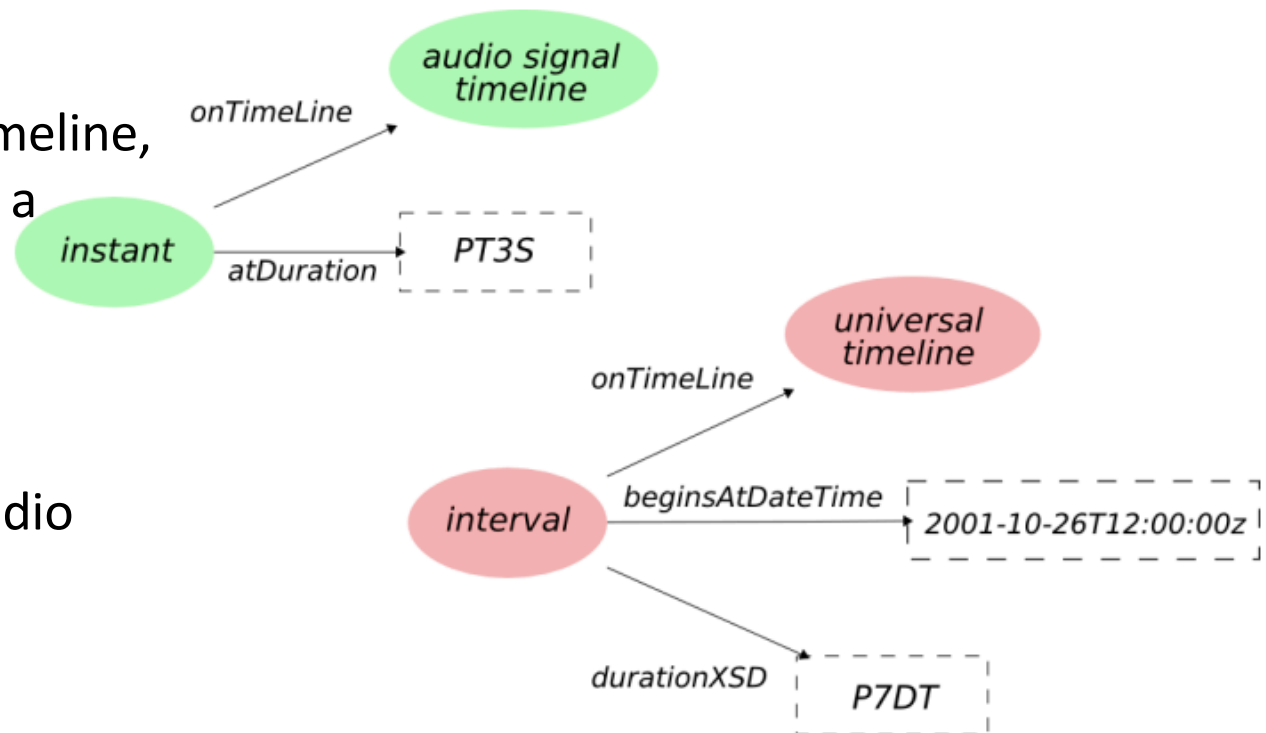 audio signal
timeline
onTimeLine
meline,
a
instant
PT3S
atDuration
universal
timeline
onTimeLine
dio
interval
beginsAtDateTime
2001-10-26T12:00:00z
durationXSD
P7DT